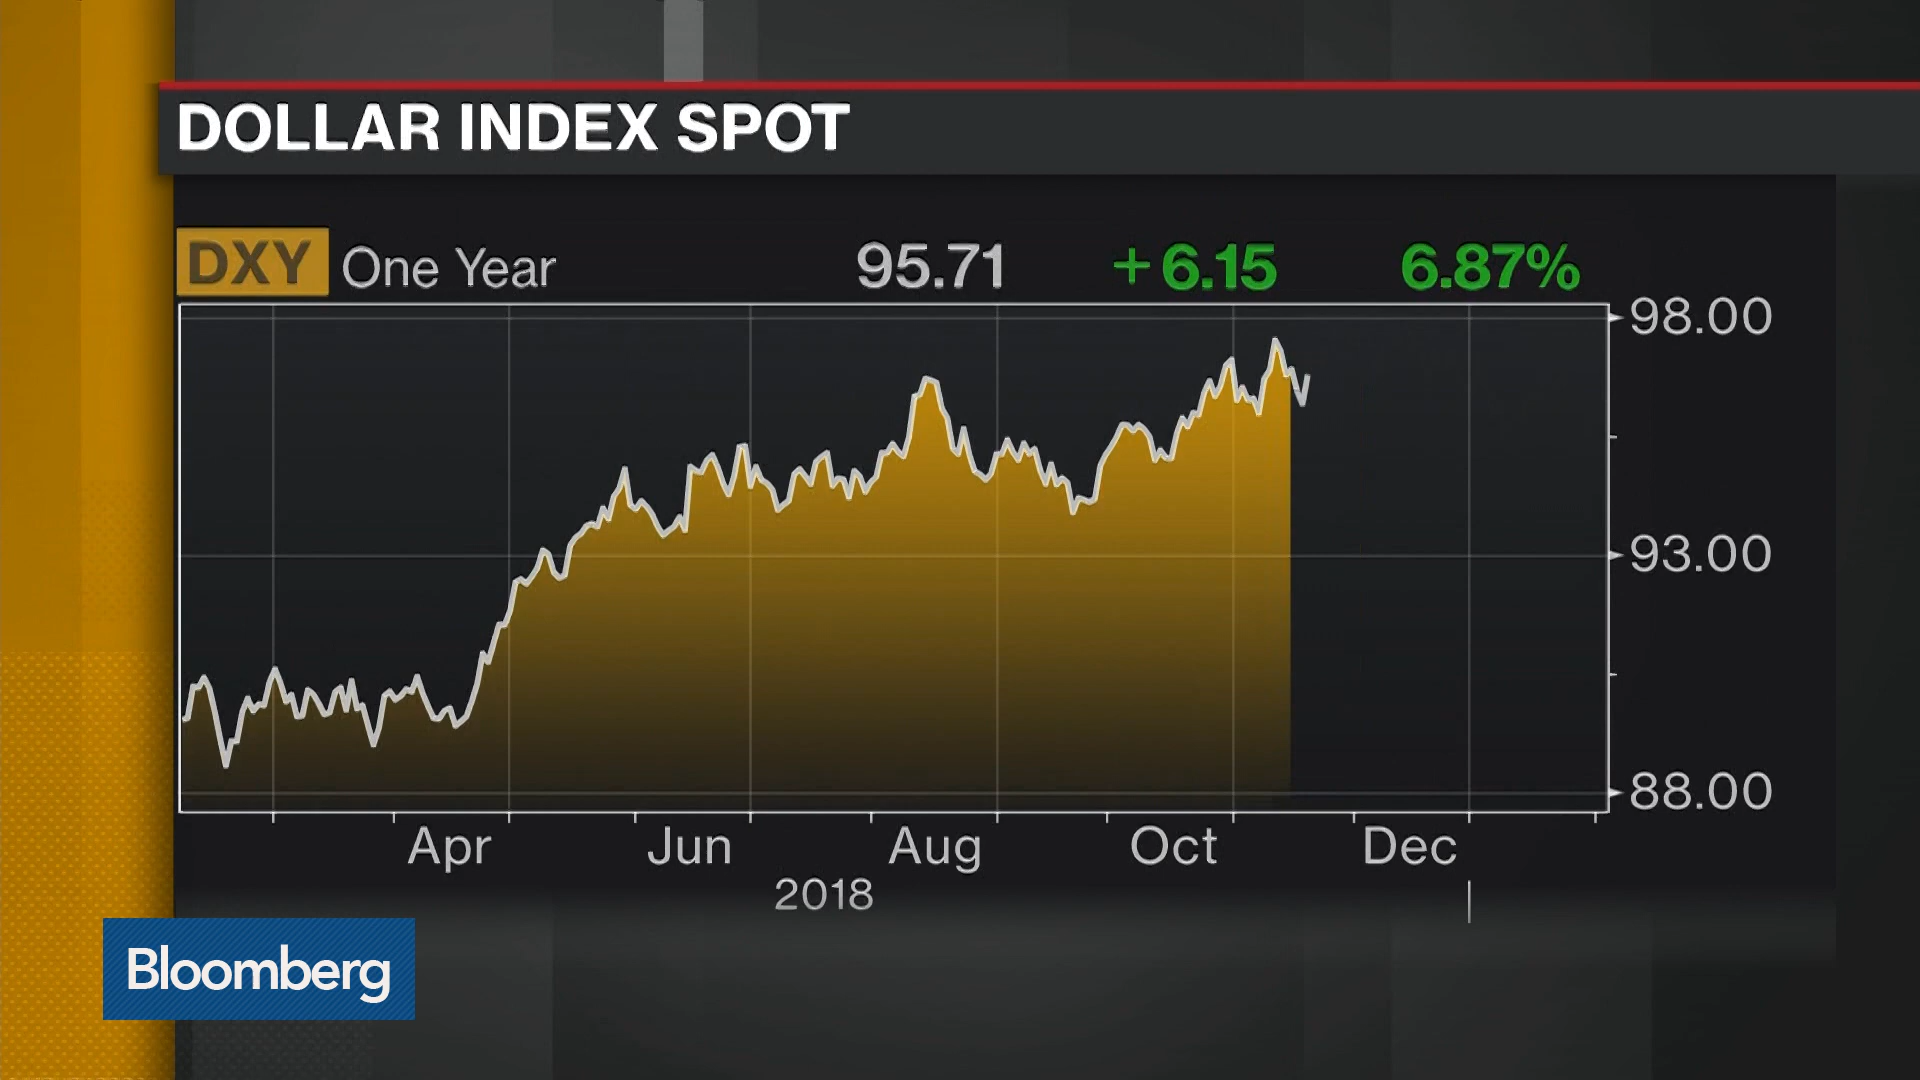 DOLLAR INDEX SPOT
DXY One Year 95.71 +6.15 6.87%
98.00
93.00
88.00
Apr Jun Aug Oct Dec
2018
Bloomberg